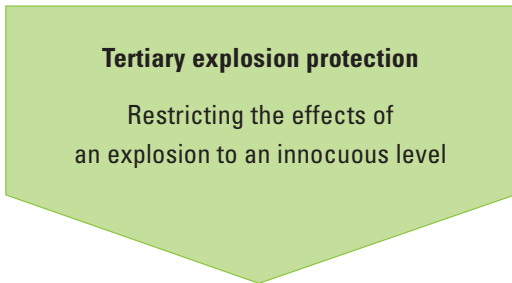 Tertiary explosion protection
Restricting the effects of
an explosion to an innocuous level